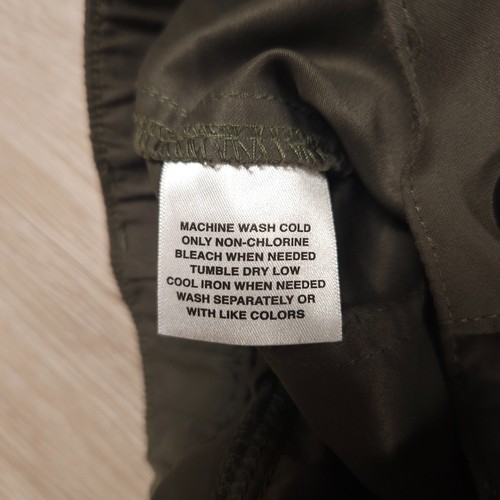 MACHINE WASH COLD
ONLY NON-CHLORINE
BLEACH WHEN NEEDED
TUMBLE DRY LOW
COOL IRON WHEN NEEDED
WASH SEPARATELY OR
WITH LIKE COLORS